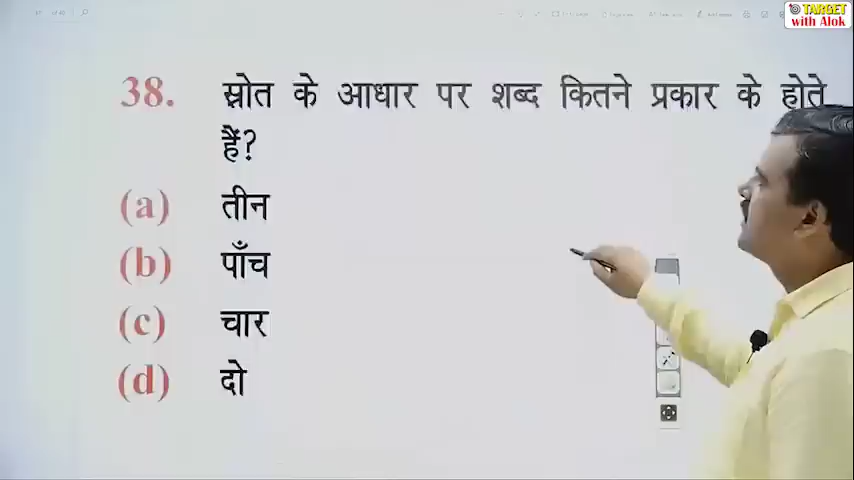 TARGET
with Alok
38. स्रोत के आधार पर शब्द कितने प्रकार के होते
हैं?
(a) तीन
(b) पाँच
(c) चार
(d) दो